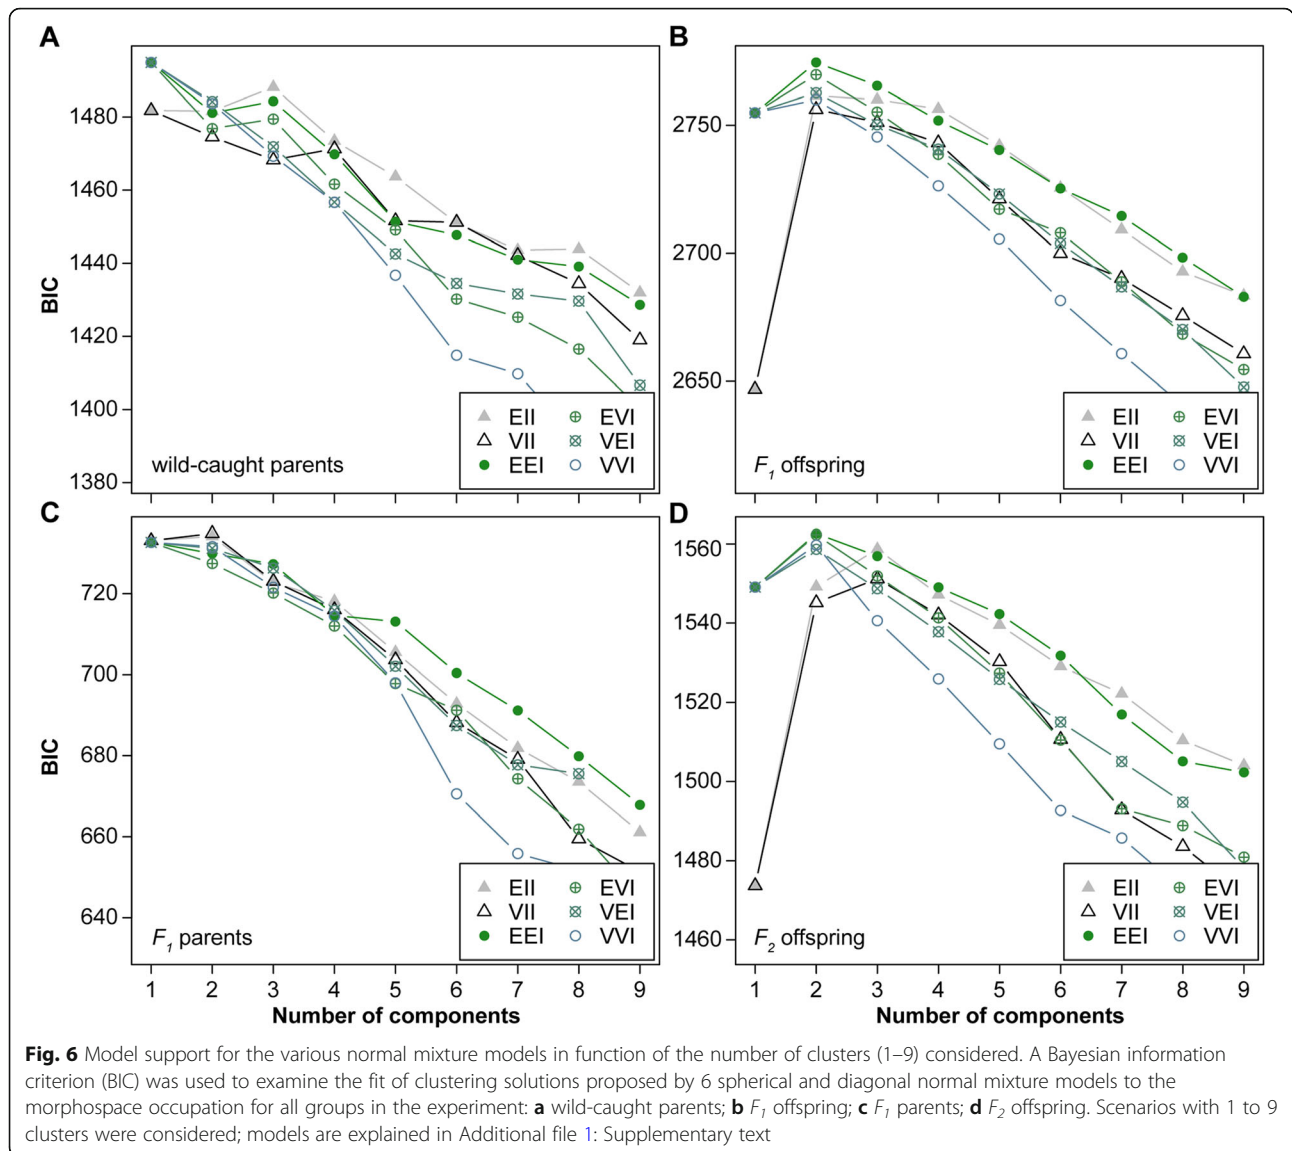 A
BIC
1480
1460
1440
1420
1400
1380
wild-caught parents
EII
VII
EEI
EVI
VEI
VVI
B
2750
2700
2650
F1 offspring
EII
VII
EEI
EVI
VEI
VVI
C
BIC
720
700
680
660
640
F1 parents
EII
VII
EEI
EVI
VEI
VVI
1 2 3 4 5 6 7 8 9
Number of components
D
1560
1540
1520
1500
1480
1460
F2 offspring
EII
VII
EEI
EVI
VEI
VVI
1 2 3 4 5 6 7 8 9
Number of components
Fig. 6 Model support for the various normal mixture models in function of the number of clusters (1–9) considered. A Bayesian information
criterion (BIC) was used to examine the fit of clustering solutions proposed by 6 spherical and diagonal normal mixture models to the
morphospace occupation for all groups in the experiment: a wild-caught parents; b F1 offspring; c F1 parents; d F2 offspring. Scenarios with 1 to 9
clusters were considered; models are explained in Additional file 1: Supplementary text